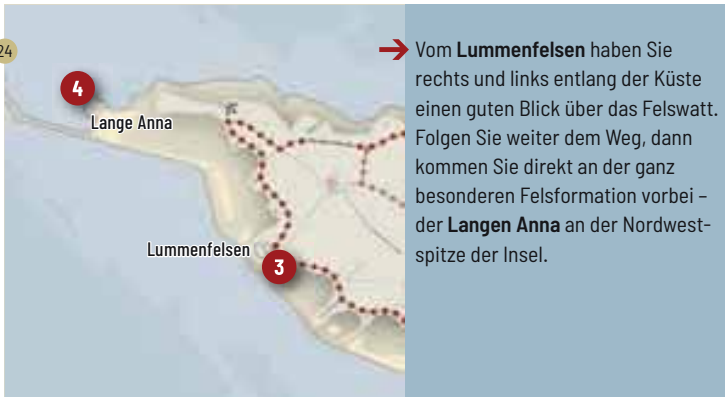 24
4
Lange Anna
Lummenfelsen
3
Vom Lummenfelsen haben Sie
rechts und links entlang der Küste
einen guten Blick über das Felswatt.
Folgen Sie weiter dem Weg, dann
kommen Sie direkt an der ganz
besonderen Felsformation vorbei –
der Langen Anna an der Nordwest-
spitze der Insel.